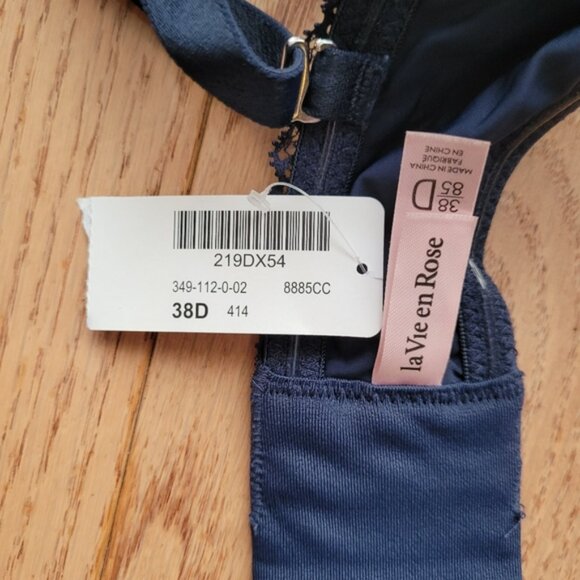 219DX54
349-112-0-02 8885CC
38D 414
la Vie en Rose
38 D
85
MADE IN CHINA
FABRIQUÉ
EN CHINE